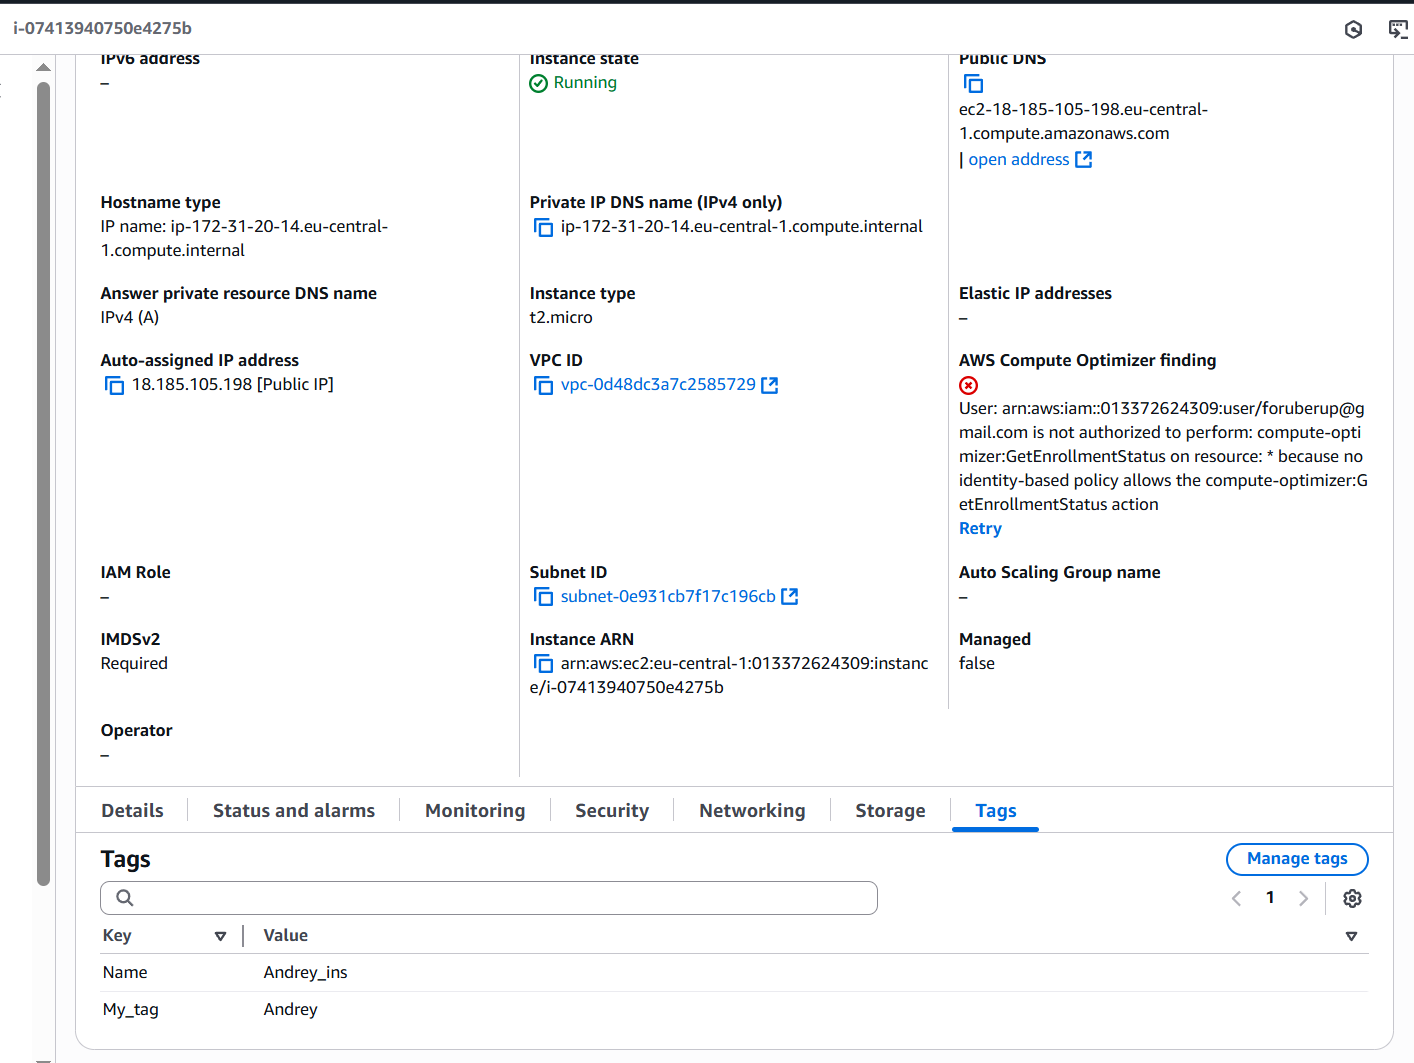 i-07413940750e4275b
IPv6 address
–
Instance state
Running
Public DNS
ec2-18-185-105-198.eu-central-
1.compute.amazonaws.com
| open address
Hostname type
IP name: ip-172-31-20-14.eu-central-
1.compute.internal
Private IP DNS name (IPv4 only)
ip-172-31-20-14.eu-central-1.compute.internal
Answer private resource DNS name
IPv4 (A)
Instance type
t2.micro
Elastic IP addresses
–
Auto-assigned IP address
18.185.105.198 [Public IP]
VPC ID
vpc-0d48dc3a7c2585729
AWS Compute Optimizer finding
User: arn:aws:iam::013372624309:user/foruberup@g
mail.com is not authorized to perform: compute-opti
mizer:GetEnrollmentStatus on resource: * because no
identity-based policy allows the compute-optimizer:G
etEnrollmentStatus action
Retry
IAM Role
–
Subnet ID
subnet-0e931cb7f17c196cb
Auto Scaling Group name
–
IMDSv2
Required
Instance ARN
arn:aws:ec2:eu-central-1:013372624309:instanc
e/i-07413940750e4275b
Managed
false
Operator
–
Details
Status and alarms
Monitoring
Security
Networking
Storage
Tags
Tags
Manage tags
1
Key
Value
Name
Andrey_ins
My_tag
Andrey